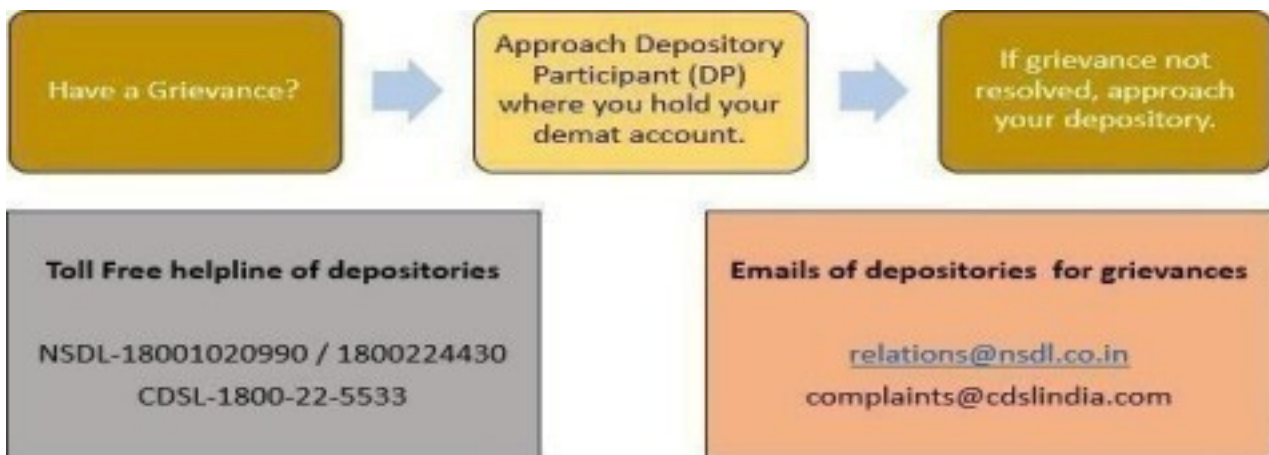 Have a Grievance?
Approach Depository
Participant (DP)
where you hold your
demat account.
If grievance not
resolved, approach
your depository.
Toll Free helpline of depositories
NSDL-18001020990 / 1800224430
CDSL-1800-22-5533
Emails of depositories for grievances
relations@nsdl.co.in
complaints@cdslindia.com